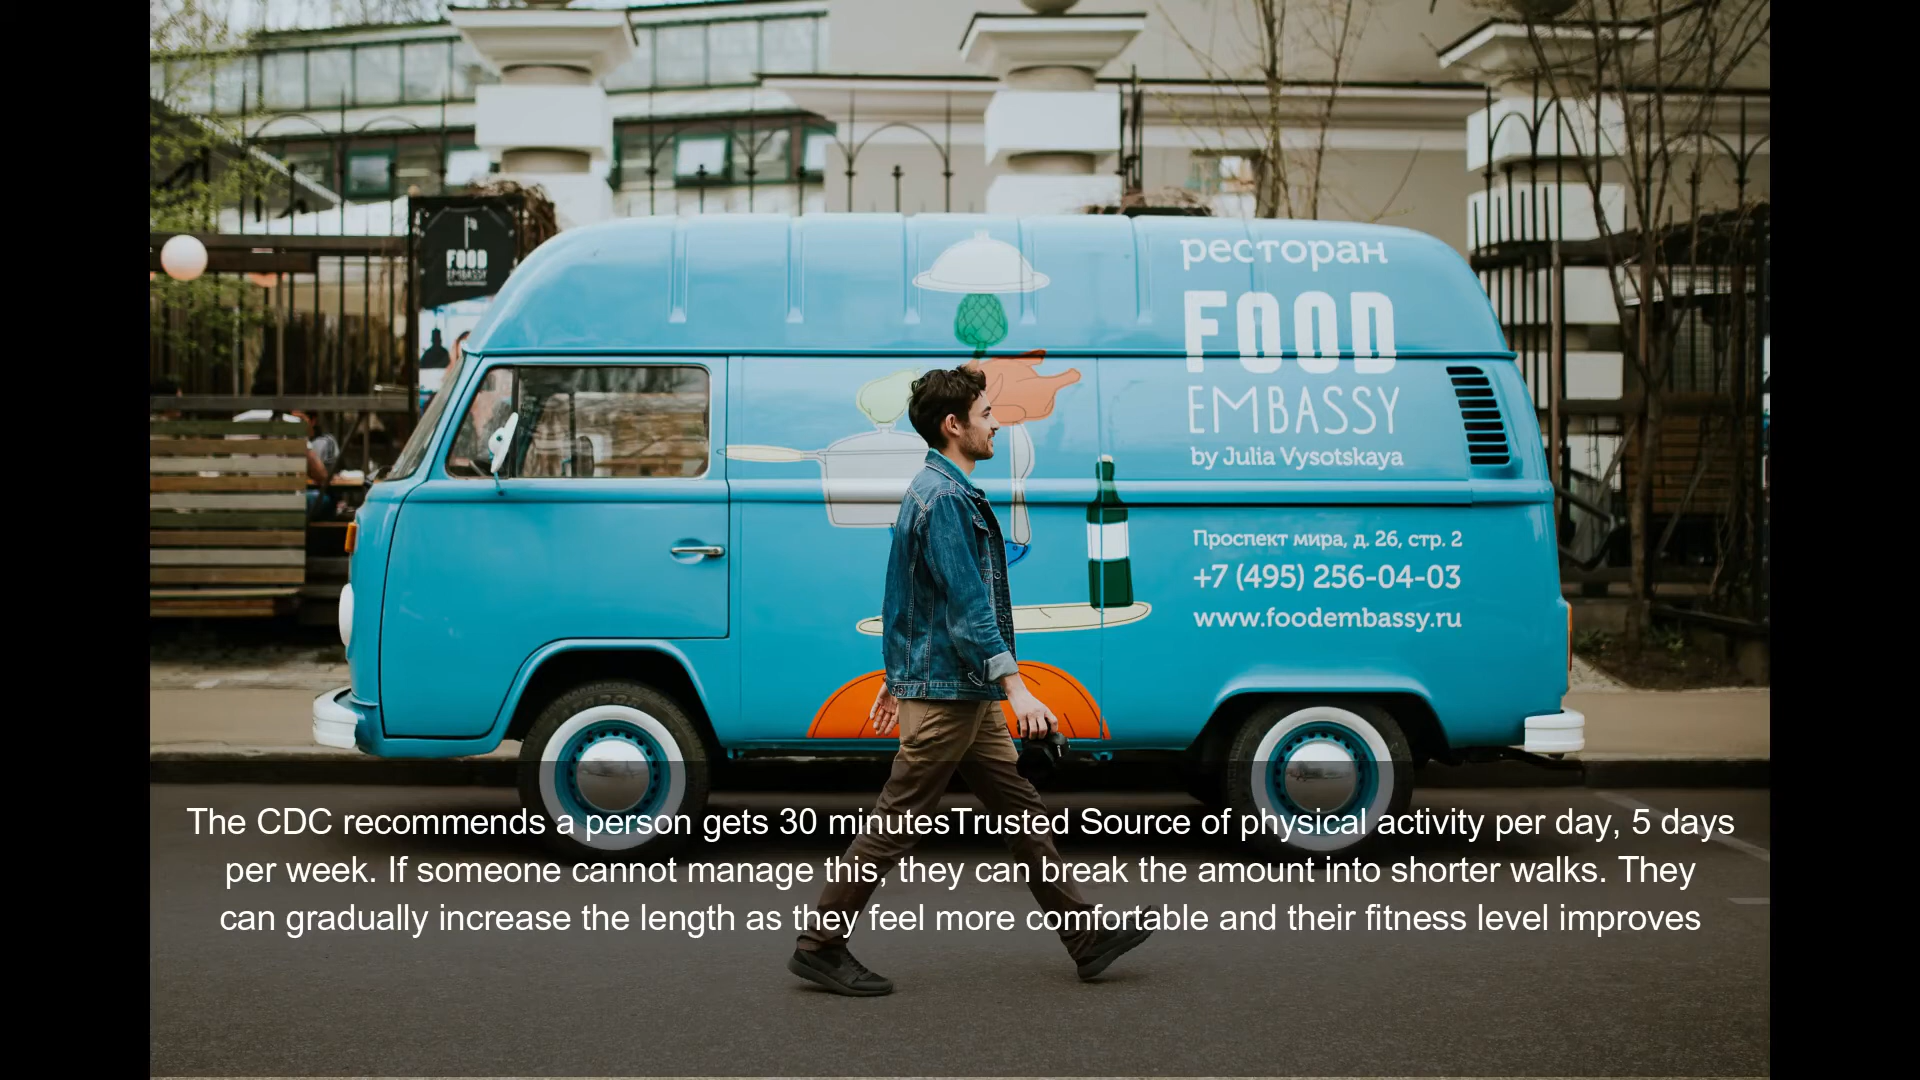 FOOD
EMBASSY
ресторан
FOOD
EMBASSY
by Julia Vysotskaya
Проспект мира, д. 26, стр. 2
+7 (495) 256-04-03
www.foodembassy.ru
The CDC recommends a person gets 30 minutesTrusted Source of physical activity per day, 5 days
per week. If someone cannot manage this, they can break the amount into shorter walks. They
can gradually increase the length as they feel more comfortable and their fitness level improves